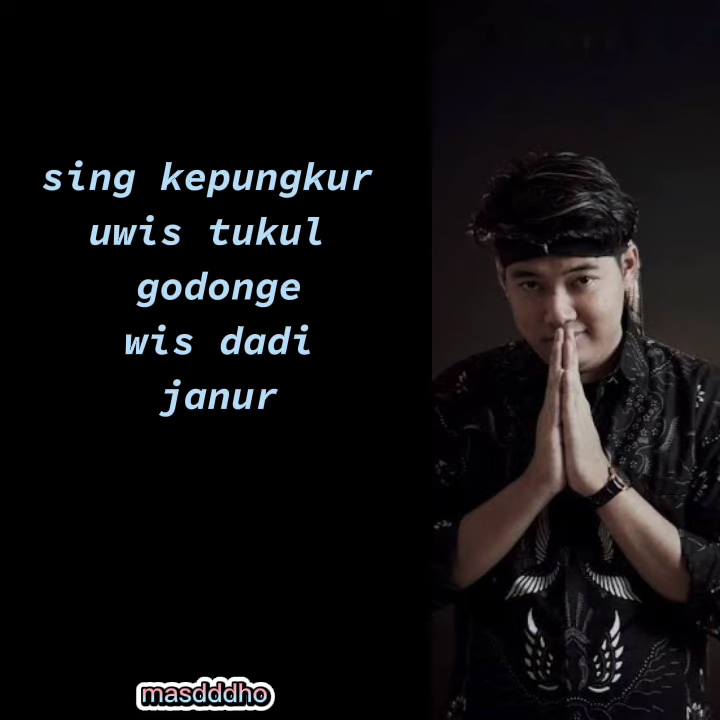 sing kepungkur
uwis tukul
godonge
wis dadi
janur
masdddho